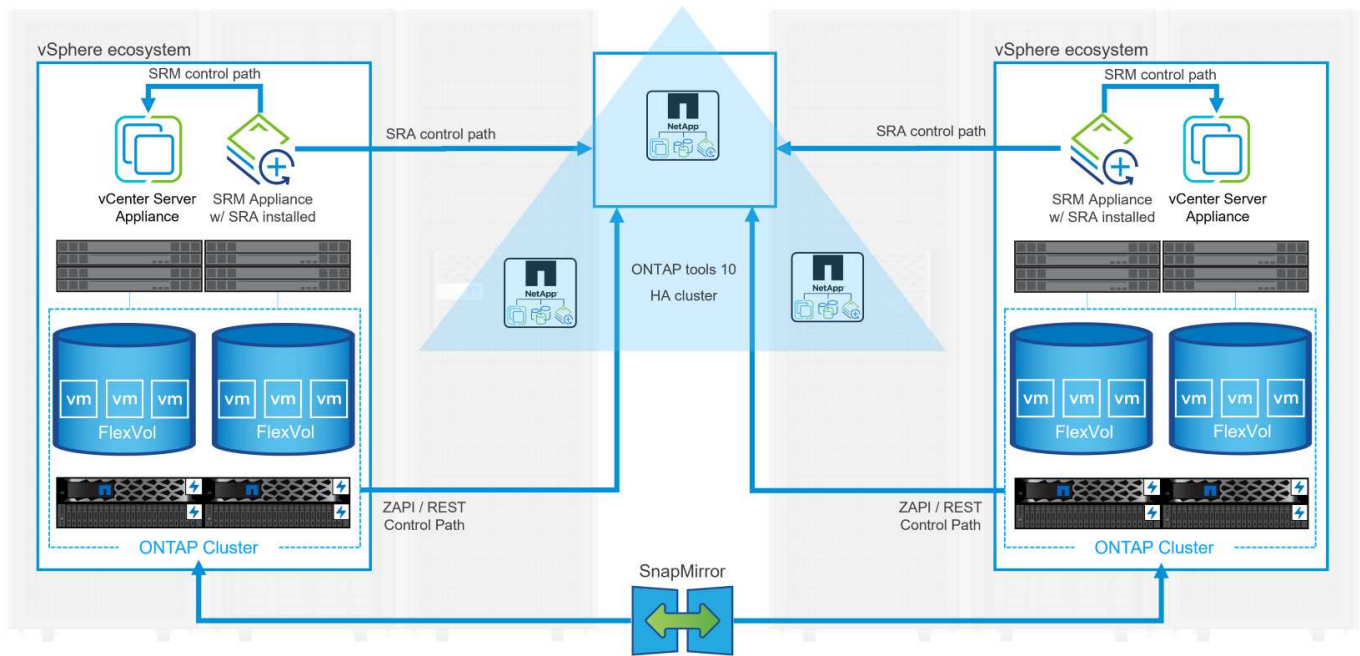 vSphere ecosystem
SRM control path
vCenter Server
Appliance
SRM Appliance
w/ SRA installed
vm vm vm
FlexVol
vm vm vm
FlexVol
ONTAP Cluster
SRA control path
NetApp
NetApp
ONTAP tools 10
HA cluster
NetApp
ZAPI / REST
Control Path
SnapMirror
SRA control path
ZAPI / REST
Control Path
vSphere ecosystem
SRM control path
SRM Appliance
w/ SRA installed
vCenter Server
Appliance
vm vm vm
FlexVol
vm vm vm
FlexVol
ONTAP Cluster